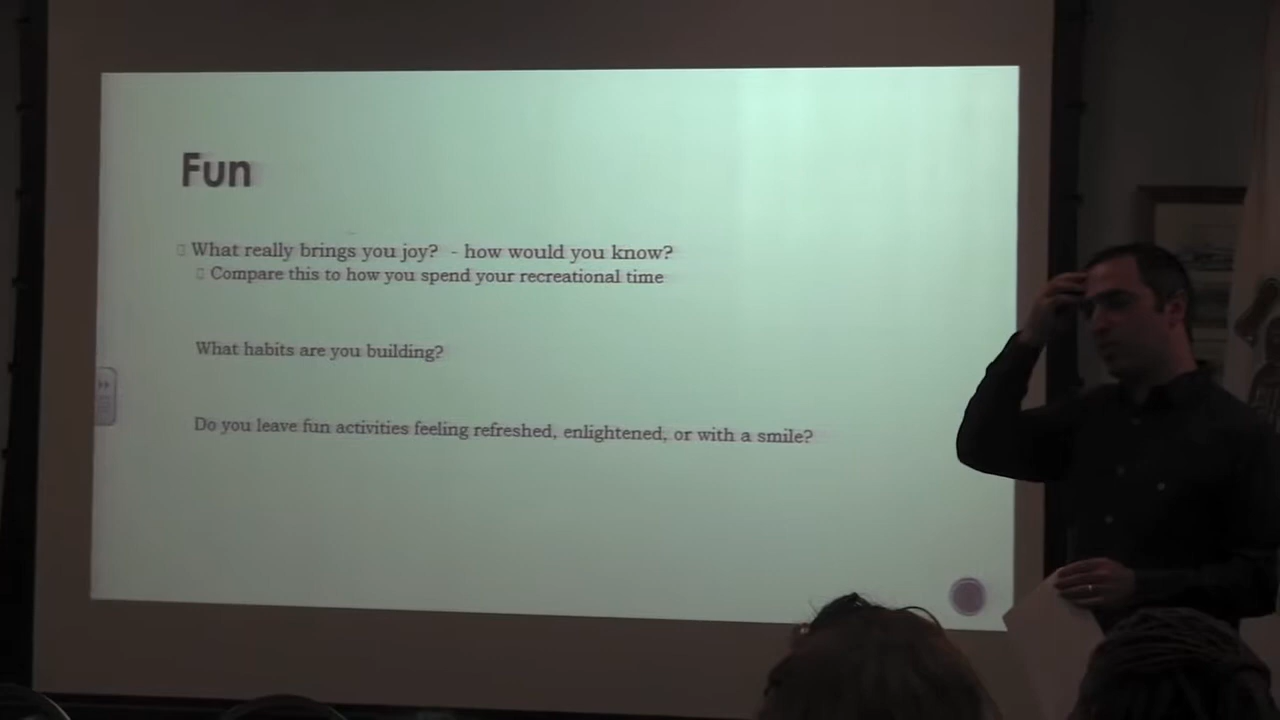 Fun
What really brings you joy?  - how would you know?
Compare this to how you spend your recreational time
What habits are you building?
Do you leave fun activities feeling refreshed, enlightened, or with a smile?